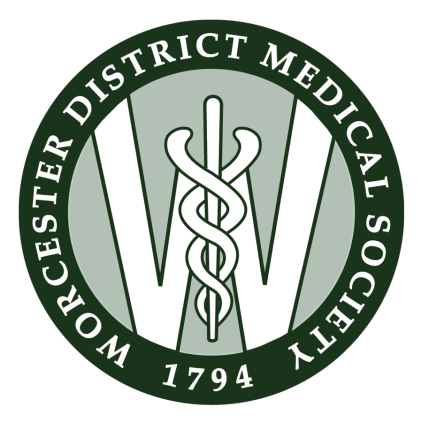 WORCESTER DISTRICT MEDICAL SOCIETY
1794
W